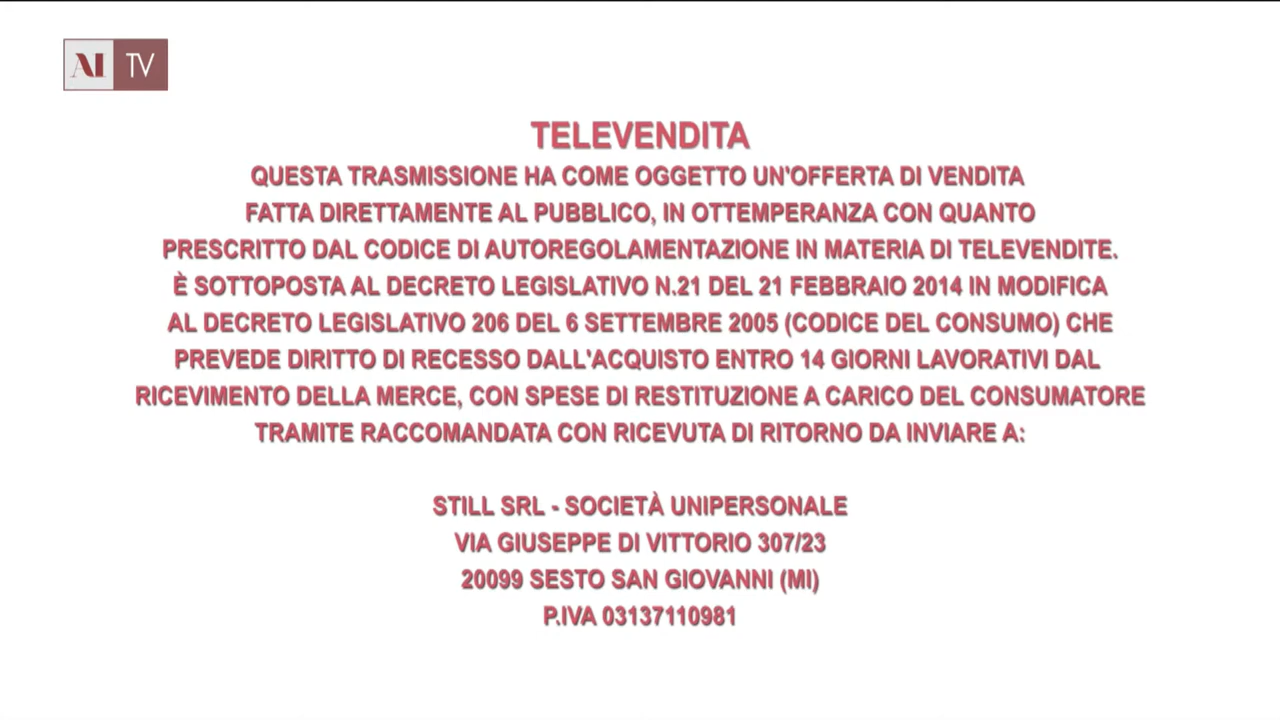 AI TV
TELEVENDITA
QUESTA TRASMISSIONE HA COME OGGETTO UN'OFFERTA DI VENDITA
FATTA DIRETTAMENTE AL PUBBLICO, IN OTTEMPERANZA CON QUANTO
PRESCRITTO DAL CODICE DI AUTOREGOLAMENTAZIONE IN MATERIA DI TELEVENDITE.
È SOTTOPOSTA AL DECRETO LEGISLATIVO N.21 DEL 21 FEBBRAIO 2014 IN MODIFICA
AL DECRETO LEGISLATIVO 206 DEL 6 SETTEMBRE 2005 (CODICE DEL CONSUMO) CHE
PREVEDE DIRITTO DI RECESSO DALL'ACQUISTO ENTRO 14 GIORNI LAVORATIVI DAL
RICEVIMENTO DELLA MERCE, CON SPESE DI RESTITUZIONE A CARICO DEL CONSUMATORE
TRAMITE RACCOMANDATA CON RICEVUTA DI RITORNO DA INVIARE A:
STILL SRL - SOCIETÀ UNIPERSONALE
VIA GIUSEPPE DI VITTORIO 307/23
20099 SESTO SAN GIOVANNI (MI)
P.IVA 03137110981